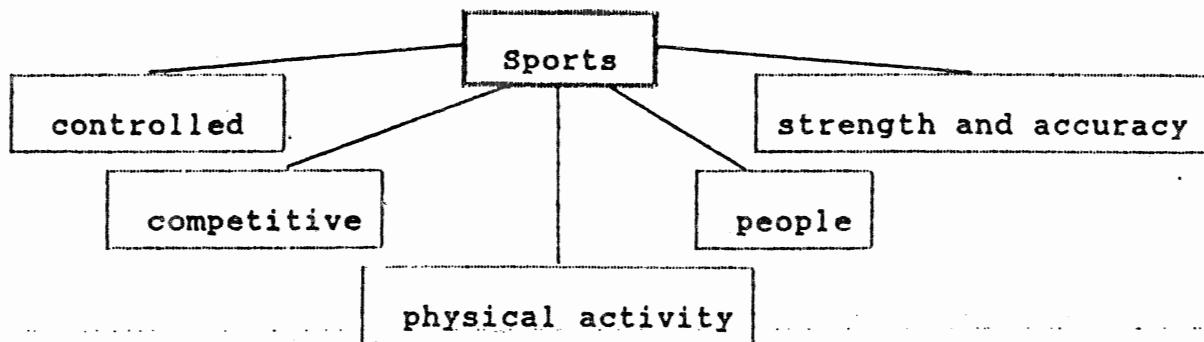 Sports
controlled
strength and accuracy
competitive
people
physical activity